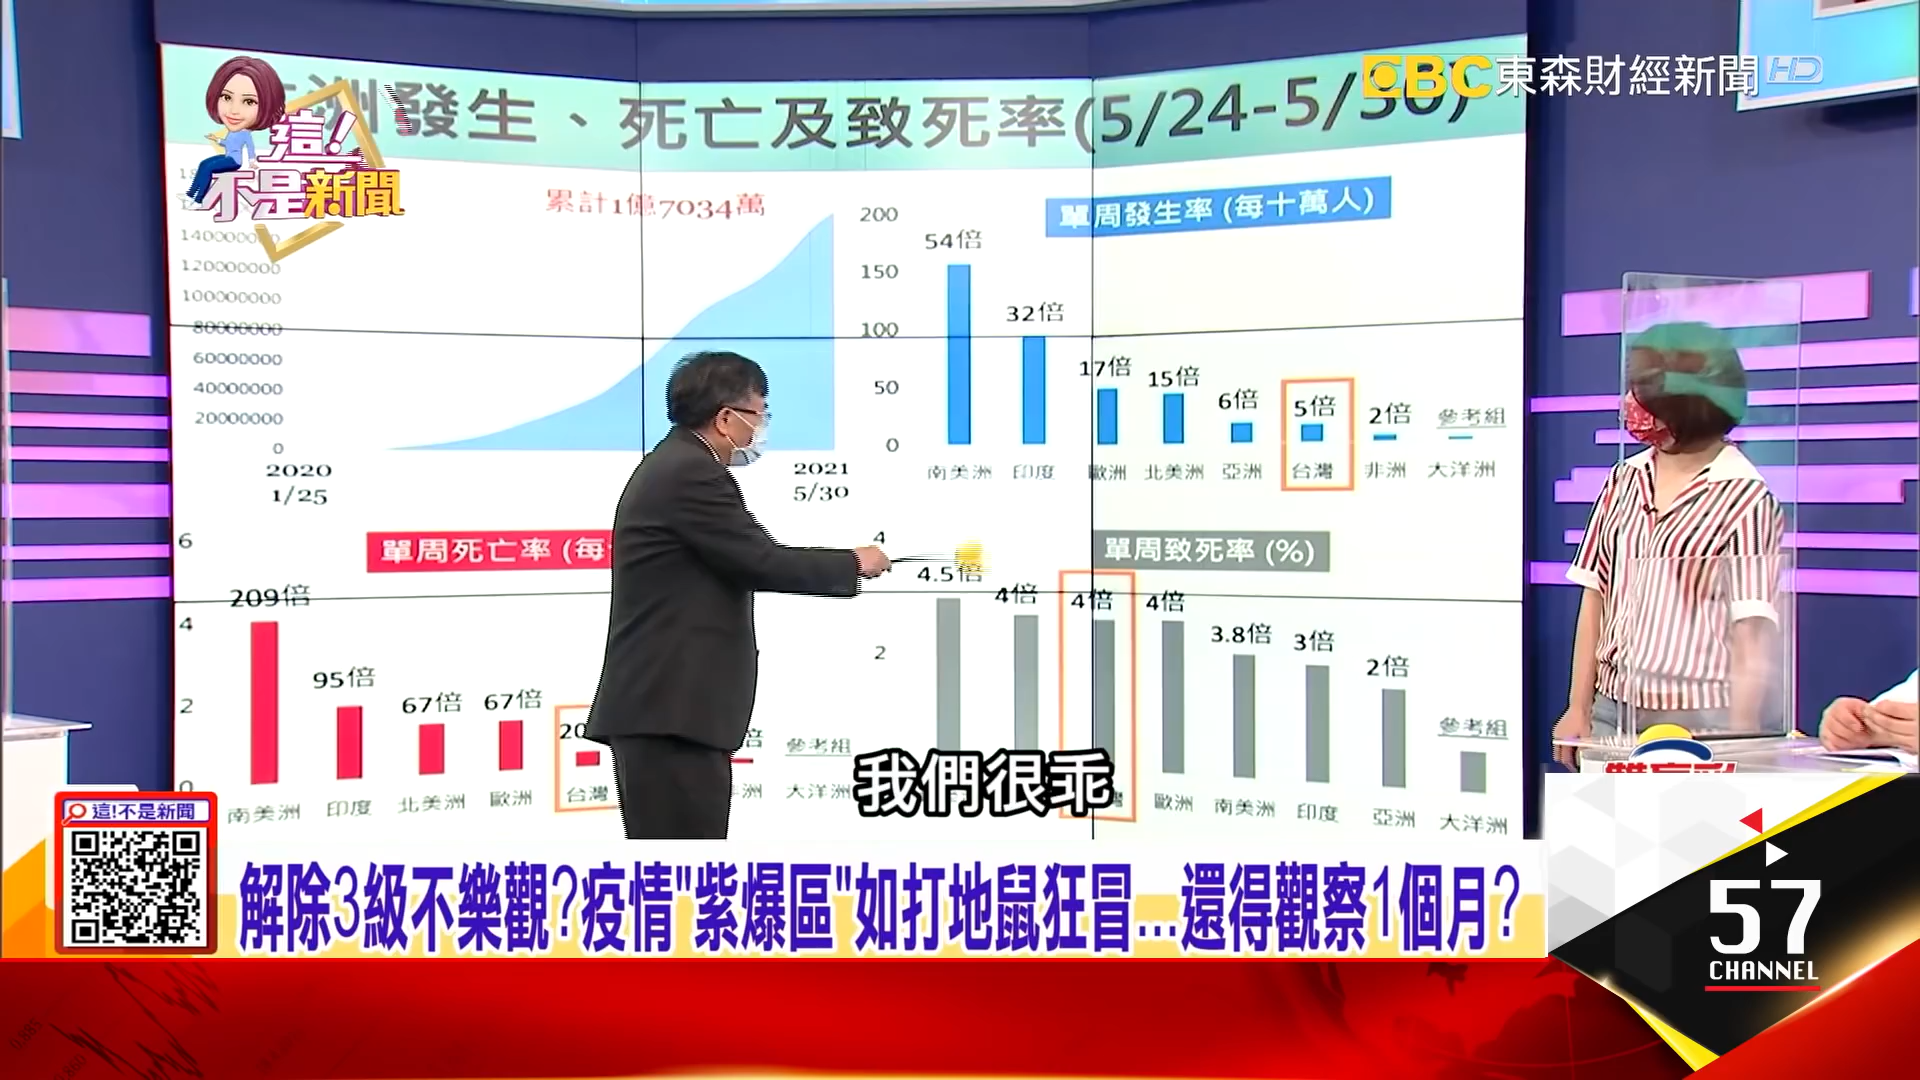 EBC 東森財經新聞 HD
洲發生、死亡及致死率(5/24-5/30)
這!
不是新聞
累計1億7034萬
140000000
120000000
100000000
80000000
60000000
40000000
20000000
0
2020
1/25
2021
5/30
單周發生率 (每十萬人)
200
150
100
50
0
54倍
32倍
17倍
15倍
6倍
5倍
2倍
參考組
南美洲
印度
歐洲
北美洲
亞洲
台灣
非洲
大洋洲
單周死亡率 (每
6
4
2
0
209倍
95倍
67倍
67倍
20
倍
參考組
南美洲
印度
北美洲
歐洲
台灣
非洲
大洋洲
單周致死率 (%)
4
2
4.5倍
4倍
4倍
4倍
3.8倍
3倍
2倍
參考組
歐洲
南美洲
印度
亞洲
大洋洲
我們很乖
這!不是新聞
解除3級不樂觀?疫情"紫爆區"如打地鼠狂冒...還得觀察1個月?
57
CHANNEL